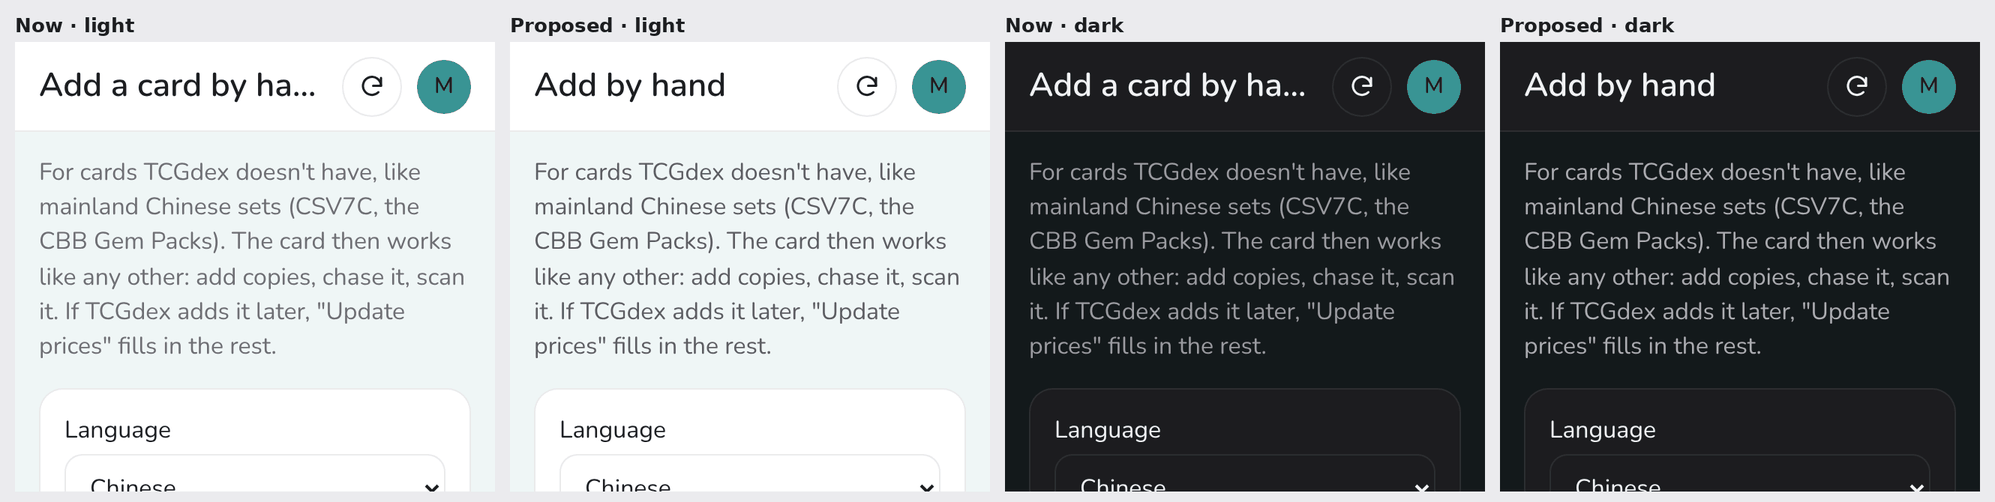 Now · light
Add a card by ha...
M
For cards TCGdex doesn't have, like
mainland Chinese sets (CSV7C, the
CBB Gem Packs). The card then works
like any other: add copies, chase it, scan
it. If TCGdex adds it later, "Update
prices" fills in the rest.
Language
Chinese
Proposed · light
Add by hand
M
For cards TCGdex doesn't have, like
mainland Chinese sets (CSV7C, the
CBB Gem Packs). The card then works
like any other: add copies, chase it, scan
it. If TCGdex adds it later, "Update
prices" fills in the rest.
Language
Chinese
Now · dark
Add a card by ha...
M
For cards TCGdex doesn't have, like
mainland Chinese sets (CSV7C, the
CBB Gem Packs). The card then works
like any other: add copies, chase it, scan
it. If TCGdex adds it later, "Update
prices" fills in the rest.
Language
Chinese
Proposed · dark
Add by hand
M
For cards TCGdex doesn't have, like
mainland Chinese sets (CSV7C, the
CBB Gem Packs). The card then works
like any other: add copies, chase it, scan
it. If TCGdex adds it later, "Update
prices" fills in the rest.
Language
Chinese